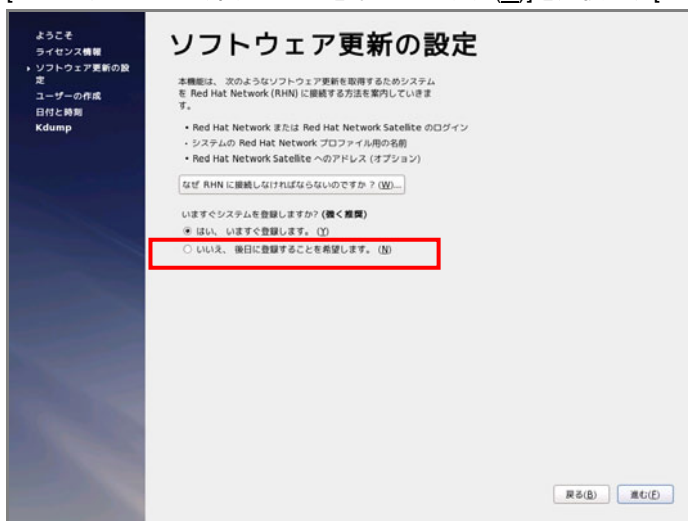 ようこそ
ライセンス情報
ソフトウェア更新の設
定
ユーザーの作成
日付と時刻
Kdump
ソフトウェア更新の設定
本機能は、 次のようなソフトウェア更新を取得するためシステム
を Red Hat Network (RHN) に接続する方法を案内していきま
す。
• Red Hat Network または Red Hat Network Satellite のログイン
• システムの Red Hat Network プロファイル用の名前
• Red Hat Network Satellite へのアドレス (オプション)
なぜ RHN に接続しなければならないのですか ? (W)...
いますぐシステムを登録しますか? (強く推奨)
はい、 いますぐ登録します。 (Y)
いいえ、 後日に登録することを希望します。 (N)
戻る(B)
進む(F)